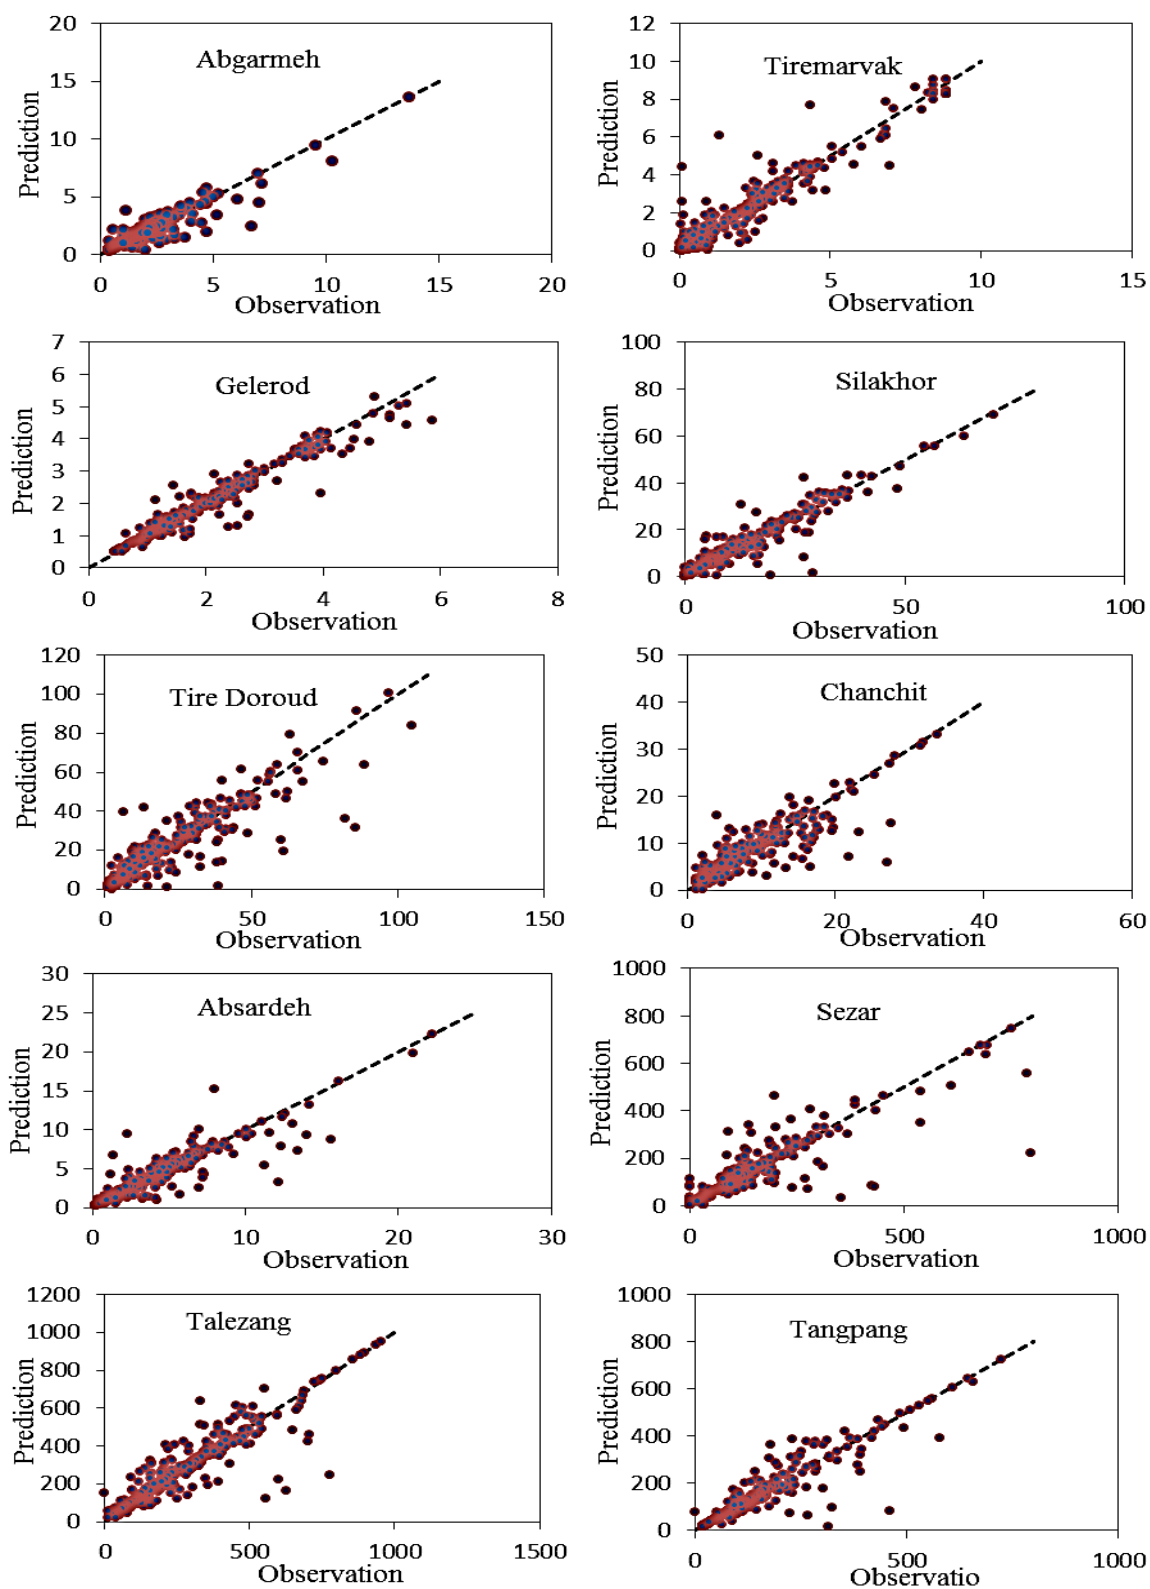 Abgarmeh
Prediction
20
15
10
5
0
0 5 10 15 20
Observation
Tiremarvak
Prediction
12
10
8
6
4
2
0
0 5 10 15
Observation
Gelerod
Prediction
7
6
5
4
3
2
1
0
0 2 4 6 8
Observation
Silakhor
Prediction
100
80
60
40
20
0
0 50 100
Observation
Tire Doroud
Prediction
120
100
80
60
40
20
0
0 50 100 150
Observation
Chanchit
Prediction
50
40
30
20
10
0
0 20 40 60
Observation
Absardeh
Prediction
30
25
20
15
10
5
0
0 10 20 30
Observation
Sezar
Prediction
1000
800
600
400
200
0
0 500 1000
Observation
Talezang
Prediction
1200
1000
800
600
400
200
0
0 500 1000 1500
Observation
Tangpang
Prediction
1000
800
600
400
200
0
0 500 1000
Observatio